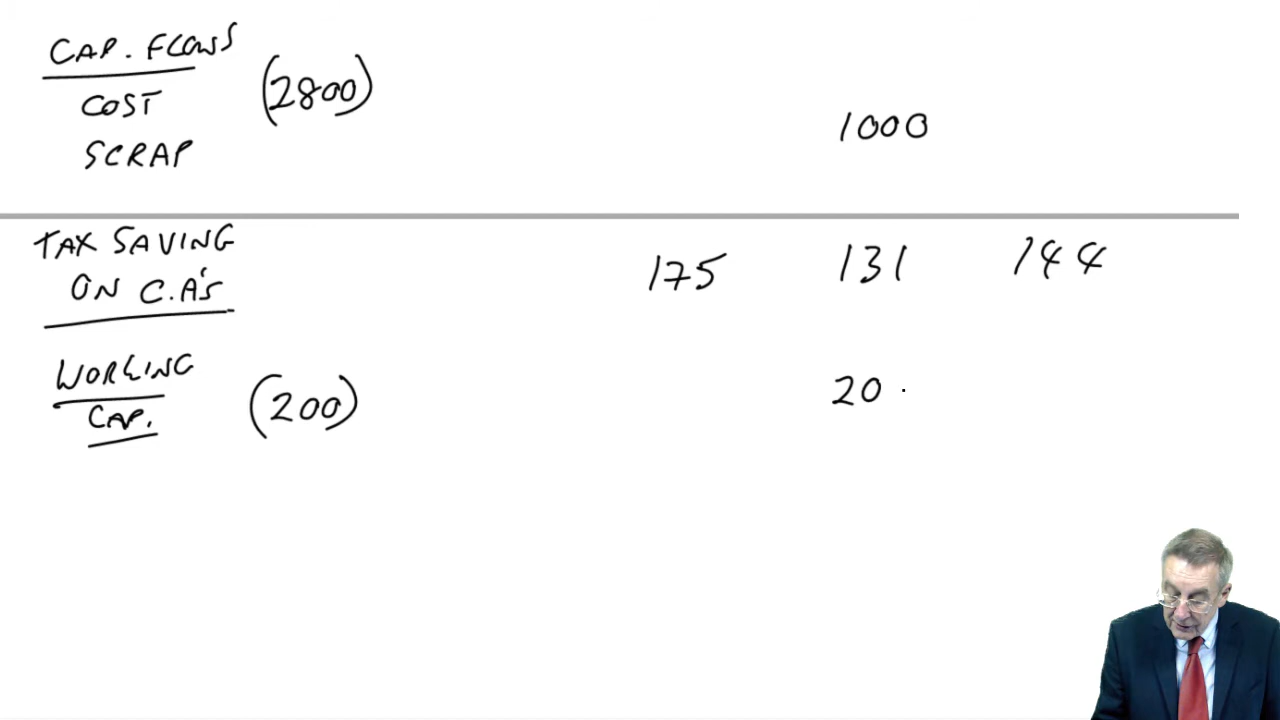 CAP. FLOWS
COST (2800)
SCRAP 1000
TAX SAVING
ON C.A'S 175 131 144
WORKING
CAP. (200) 20